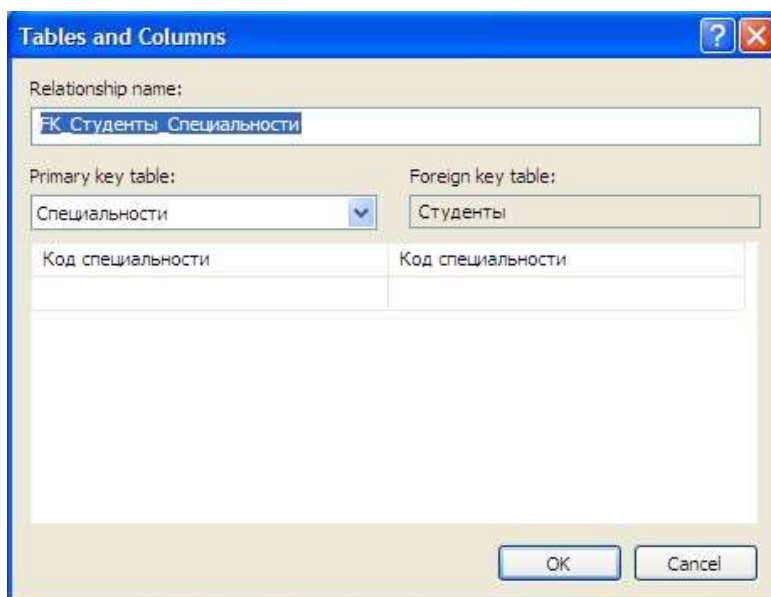 Tables and Columns
Relationship name:
FK_Студенты_Специальности
Primary key table:
Foreign key table:
Специальности
Студенты
Код специальности
Код специальности
OK
Cancel